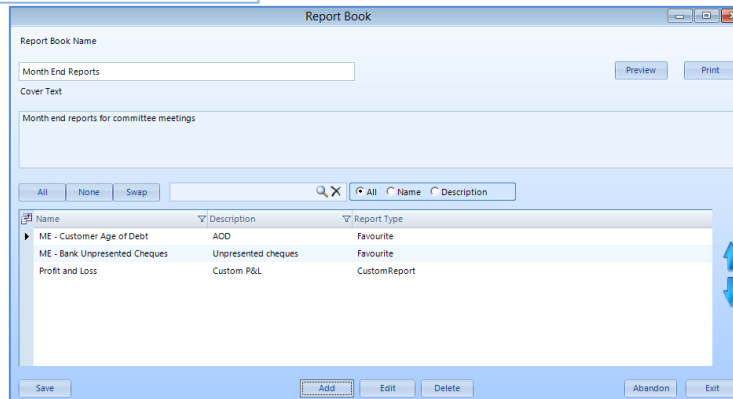 Report Book
Report Book Name
Month End Reports
Preview Print
Cover Text
Month end reports for committee meetings
All None Swap All Name Description
Name Description Report Type
ME - Customer Age of Debt AOD Favourite
ME - Bank Unpresented Cheques Unpresented cheques Favourite
Profit and Loss Custom P&L CustomReport
Save Add Edit Delete Abandon Exit